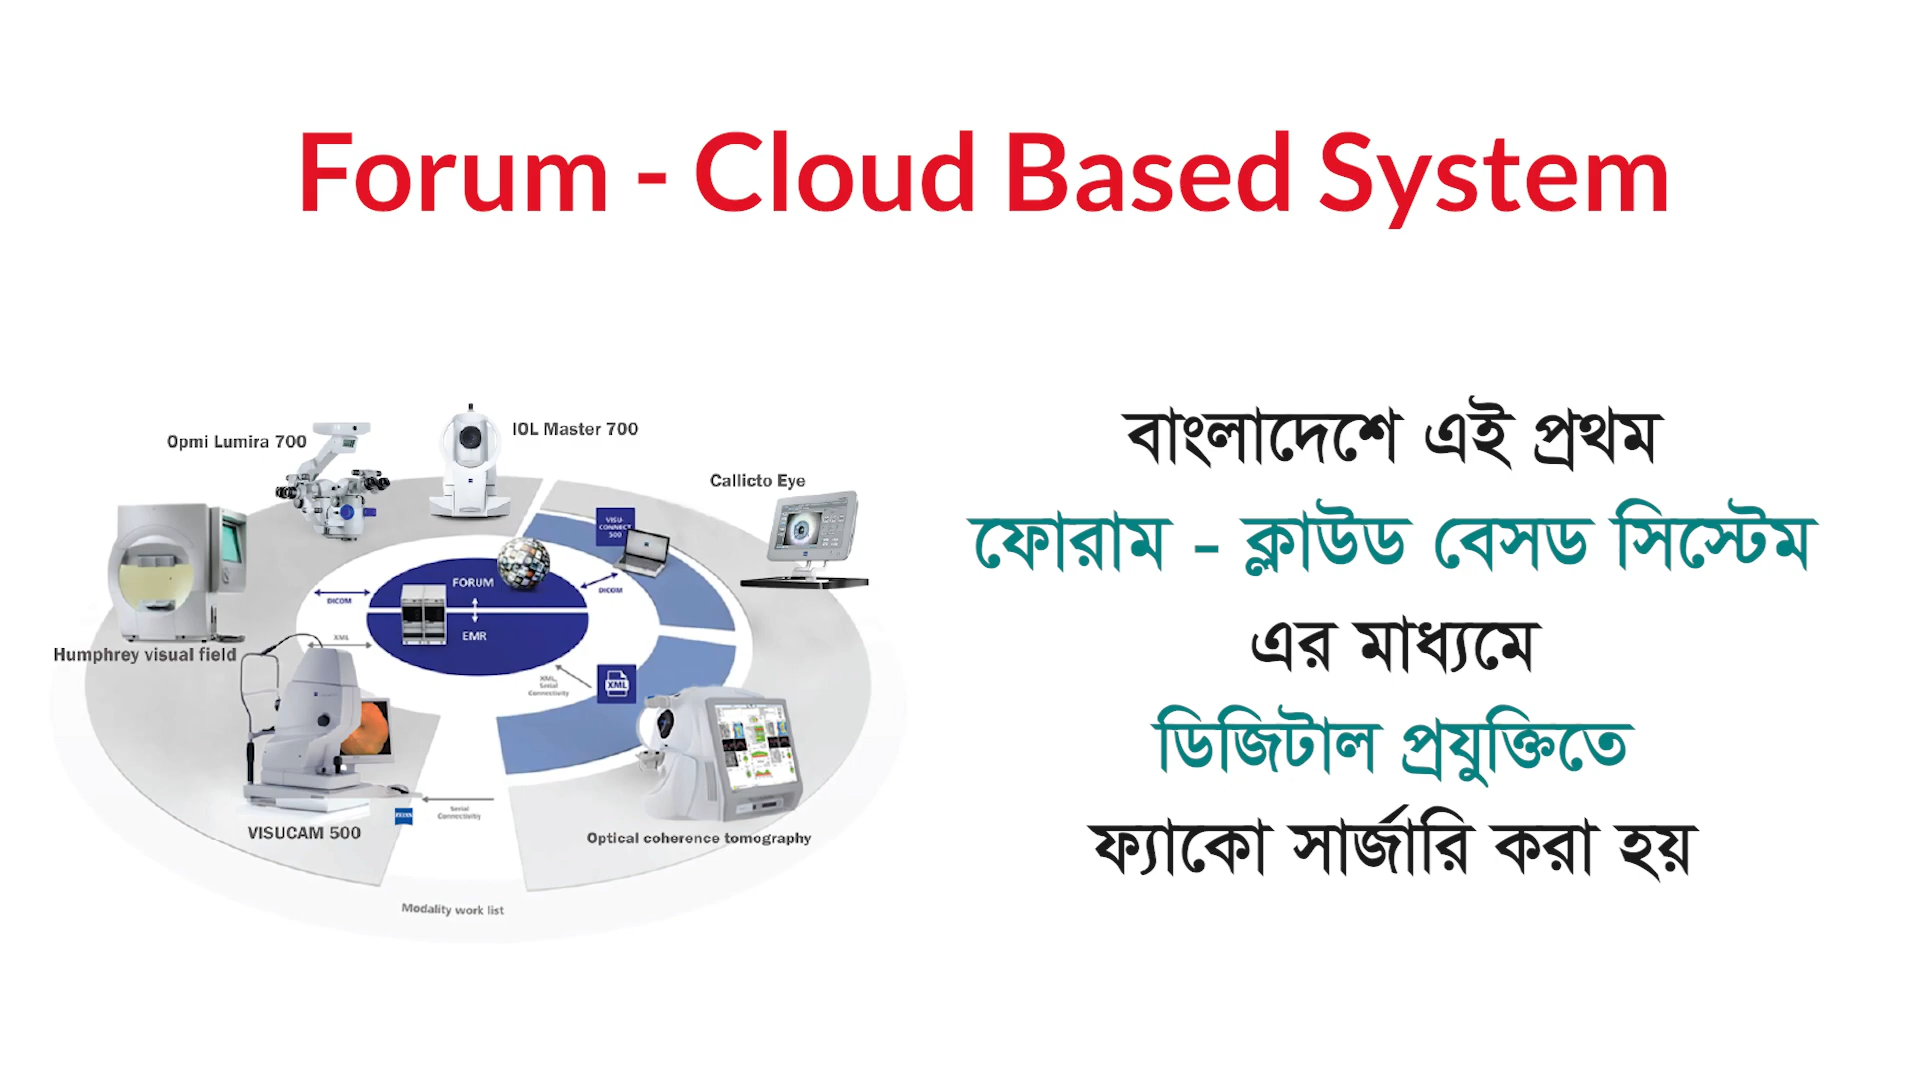 Forum - Cloud Based System
Opmi Lumira 700
IOL Master 700
Callicto Eye
VISU-
CONNECT
500
FORUM
DICOM
DICOM
EMR
XML
Humphrey visual field
XML,
Serial
Connectivity
XML
ZEISS
Serial
Connectivitiy
VISUCAM 500
Optical coherence tomography
Modality work list
বাংলাদেশে এই প্রথম
ফোরাম - ক্লাউড বেসড সিস্টেম
এর মাধ্যমে
ডিজিটাল প্রযুক্তিতে
ফ্যাকো সার্জারি করা হয়